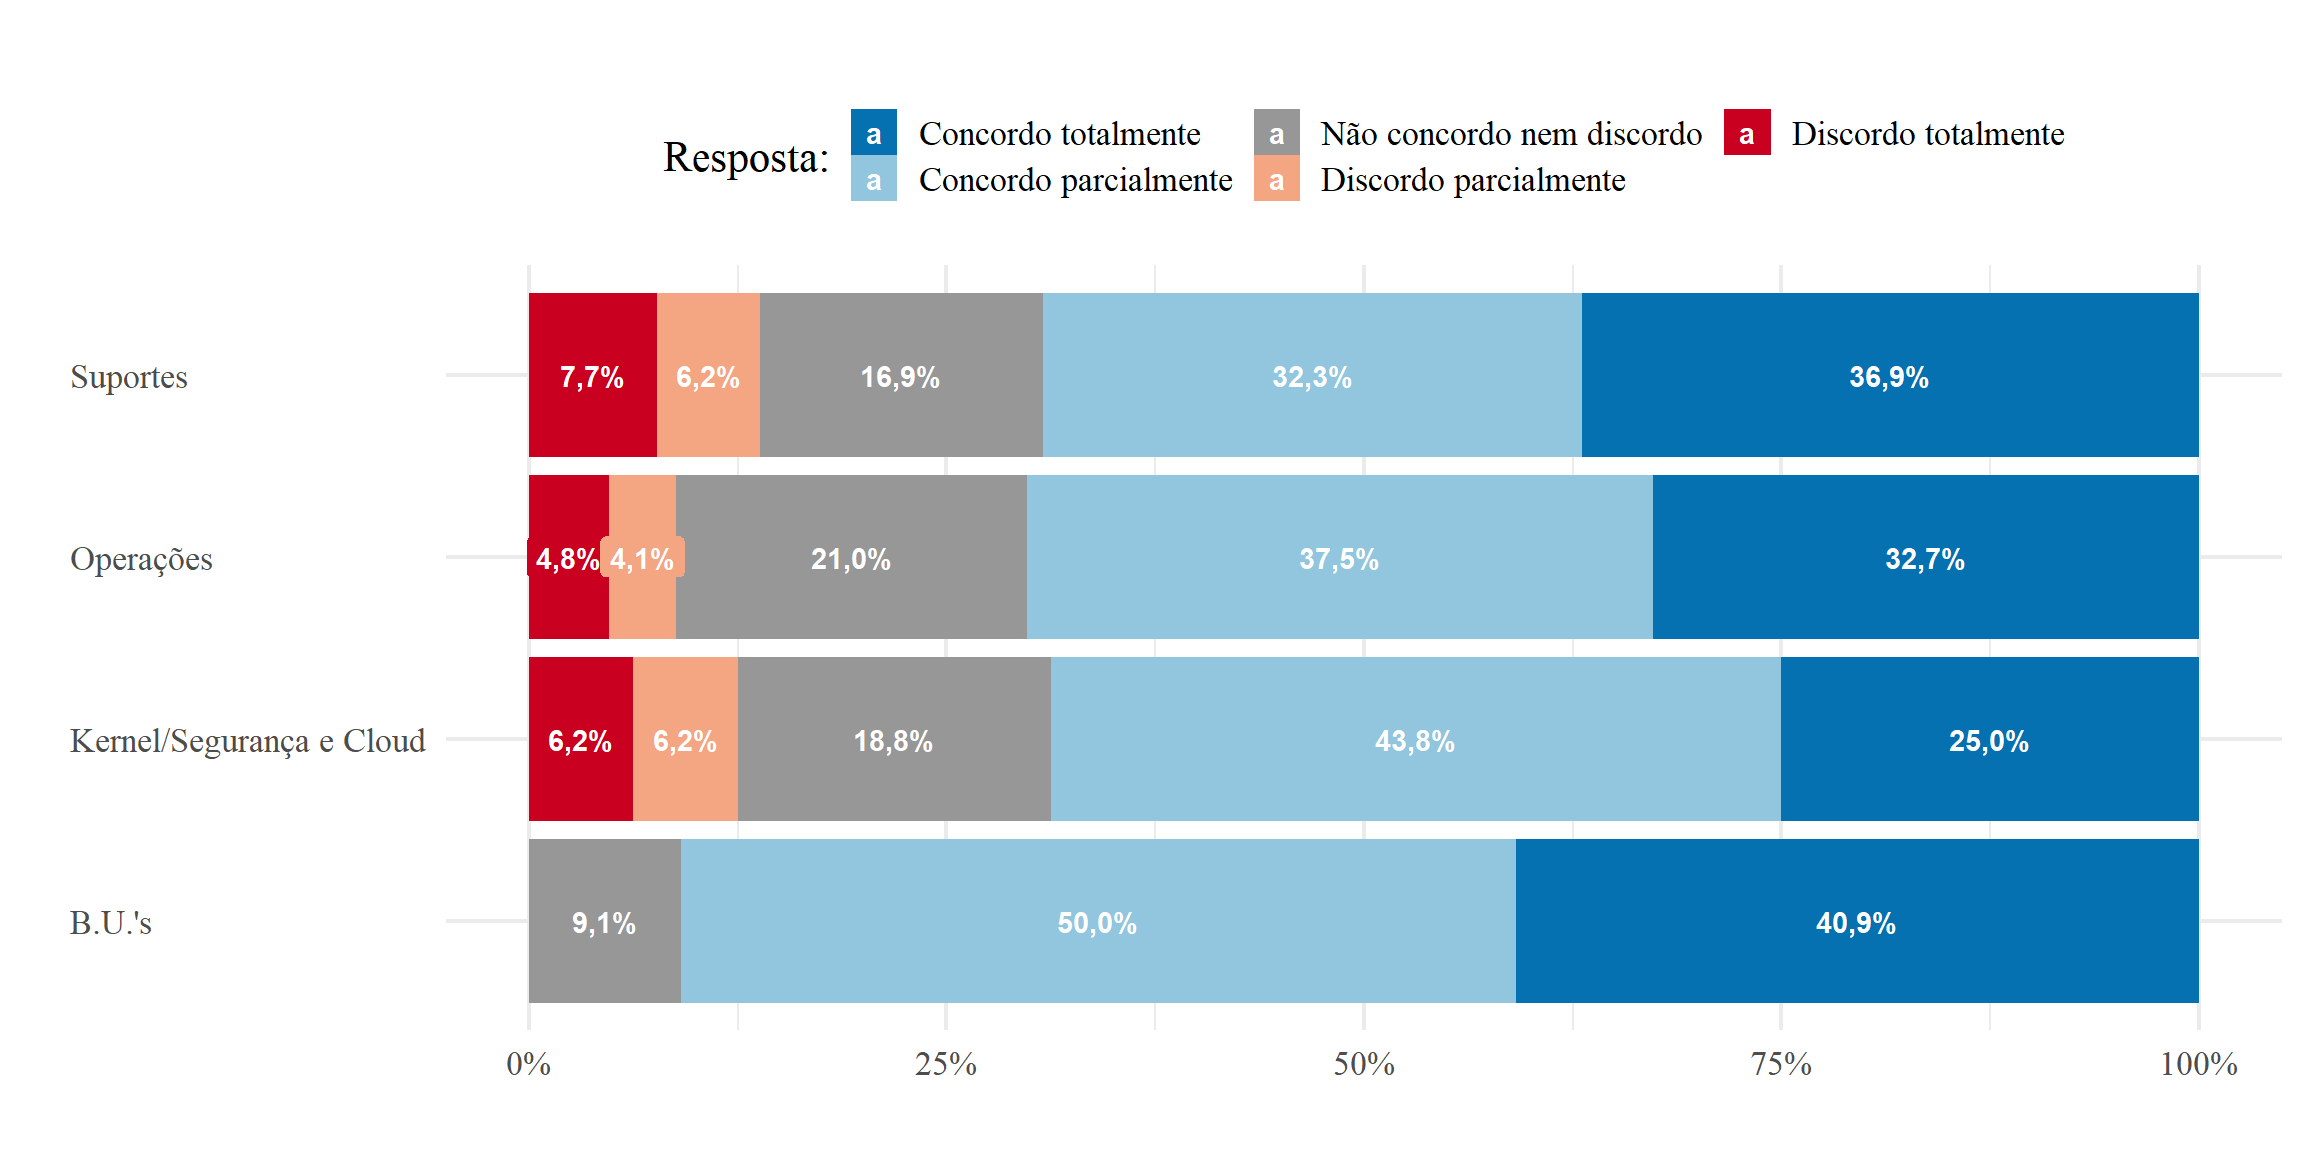 Resposta:
a Concordo totalmente a Não concordo nem discordo a Discordo totalmente
a Concordo parcialmente a Discordo parcialmente
Suportes 7,7% 6,2% 16,9% 32,3% 36,9%
Operações 4,8% 4,1% 21,0% 37,5% 32,7%
Kernel/Segurança e Cloud 6,2% 6,2% 18,8% 43,8% 25,0%
B.U.'s 9,1% 50,0% 40,9%
0% 25% 50% 75% 100%